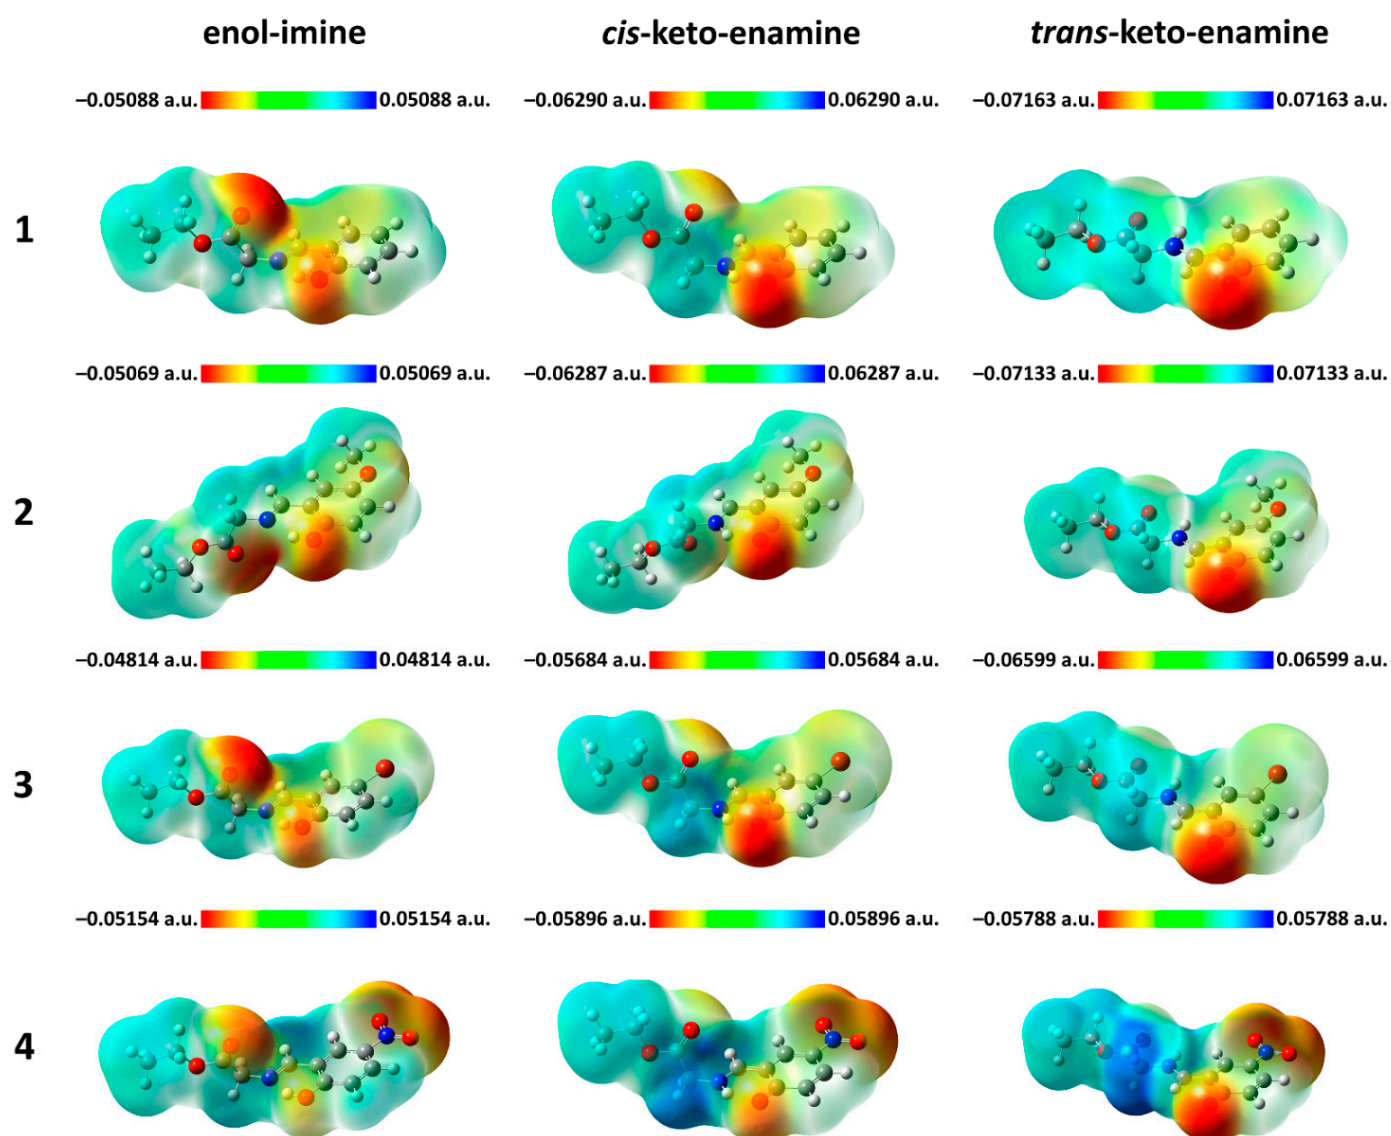 enol-imine cis-keto-enamine trans-keto-enamine
−0.05088 a.u. 0.05088 a.u. −0.06290 a.u. 0.06290 a.u. −0.07163 a.u. 0.07163 a.u.
1
−0.05069 a.u. 0.05069 a.u. −0.06287 a.u. 0.06287 a.u. −0.07133 a.u. 0.07133 a.u.
2
−0.04814 a.u. 0.04814 a.u. −0.05684 a.u. 0.05684 a.u. −0.06599 a.u. 0.06599 a.u.
3
−0.05154 a.u. 0.05154 a.u. −0.05896 a.u. 0.05896 a.u. −0.05788 a.u. 0.05788 a.u.
4